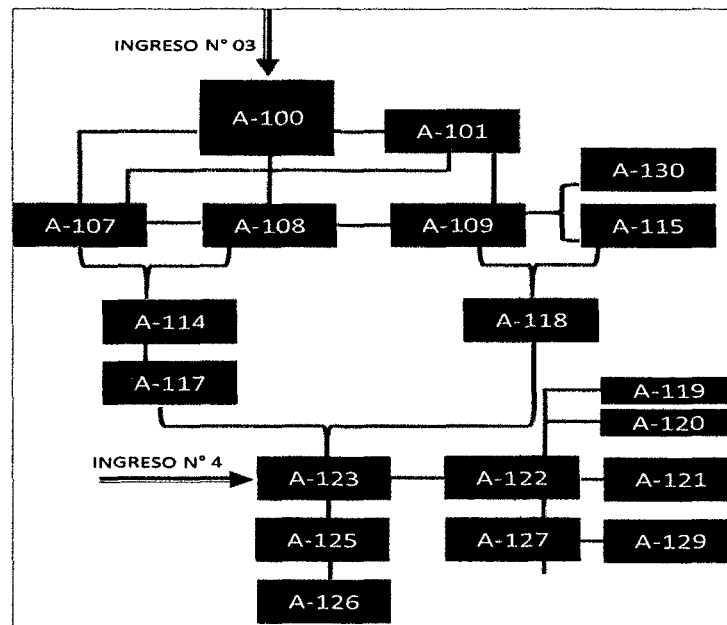 INGRESO N° 03
A-100
A-101
A-130
A-107
A-108
A-109
A-115
A-114
A-118
A-117
A-119
A-120
INGRESO N° 4
A-123
A-122
A-121
A-125
A-127
A-129
A-126